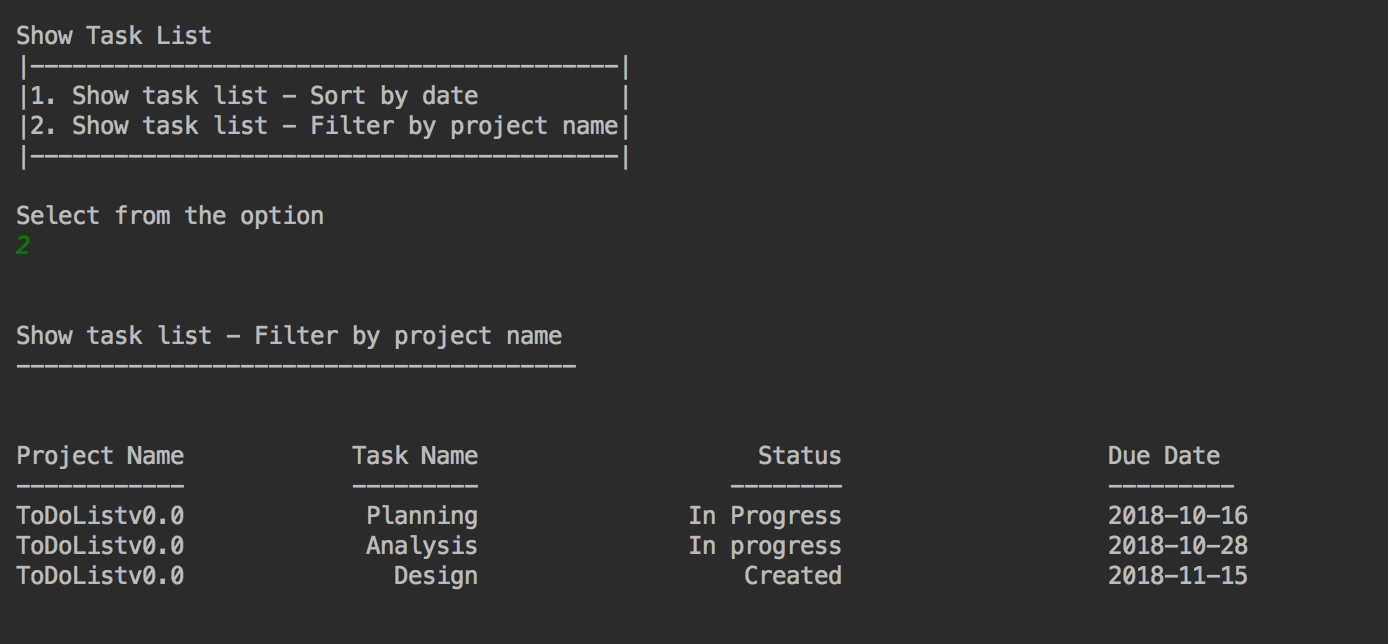 Show Task List
|------------------------------------------|
|1. Show task list - Sort by date          |
|2. Show task list - Filter by project name|
|------------------------------------------|
Select from the option
2
Show task list - Filter by project name
----------------------------------------
Project Name            Task Name                    Status                   Due Date
------------            ---------                  --------                   ---------
ToDoListv0.0             Planning               In Progress                   2018-10-16
ToDoListv0.0             Analysis               In progress                   2018-10-28
ToDoListv0.0               Design                   Created                   2018-11-15